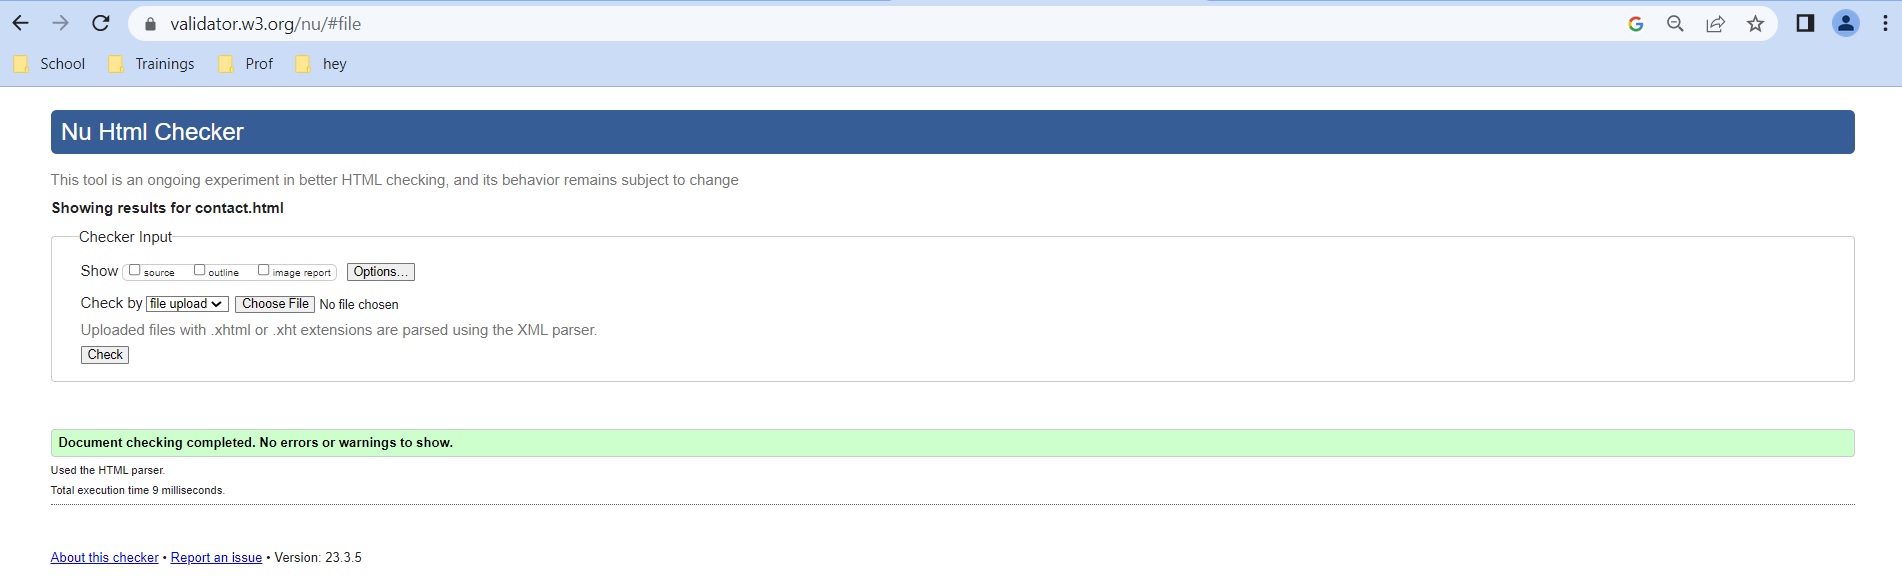 validator.w3.org/nu/#file
School Trainings Prof hey
Nu Html Checker
This tool is an ongoing experiment in better HTML checking, and its behavior remains subject to change
Showing results for contact.html
Checker Input
Show source outline image report Options...
Check by file upload Choose File No file chosen
Uploaded files with .xhtml or .xht extensions are parsed using the XML parser.
Check
Document checking completed. No errors or warnings to show.
Used the HTML parser.
Total execution time 9 milliseconds.
About this checker • Report an issue • Version: 23.3.5